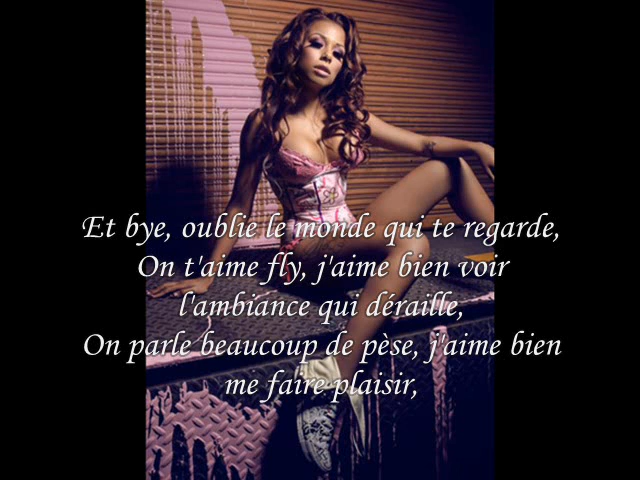 Et bye, oublie le monde qui te regarde,
On t'aime fly, j'aime bien voir
l'ambiance qui déraille,
On parle beaucoup de pèse, j'aime bien
me faire plaisir,